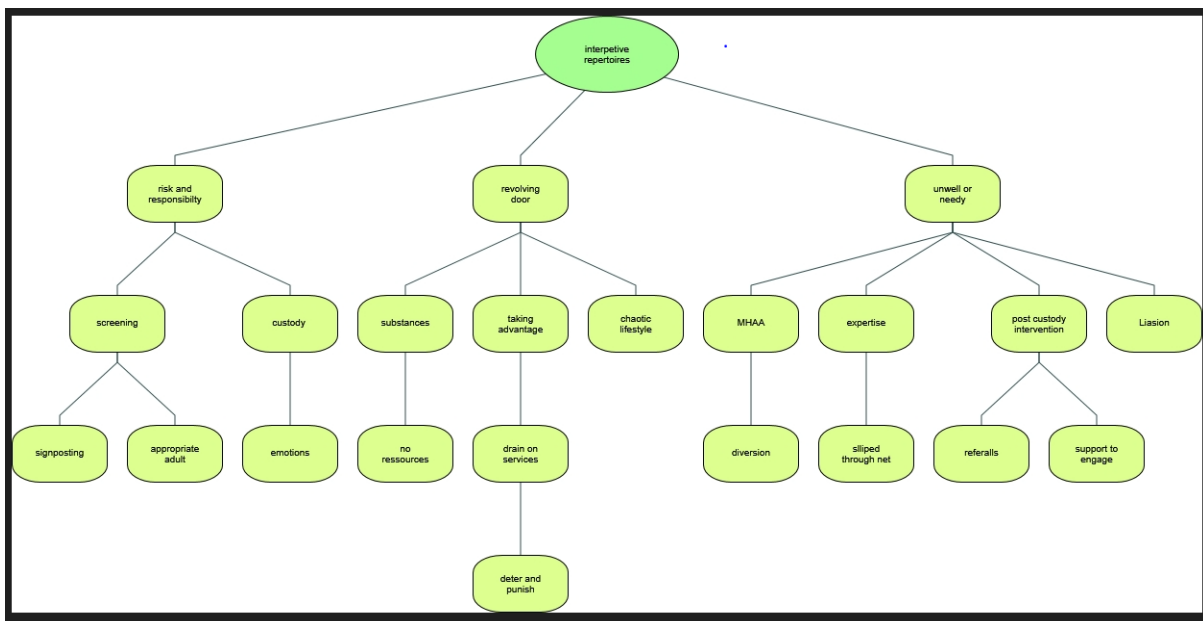 interpetive
repertoires
risk and
responsibilty
revolving
door
unwell or
needy
screening
custody
substances
taking
advantage
chaotic
lifestyle
MHAA
expertise
post custody
intervention
Liasion
signposting
appropriate
adult
emotions
no
ressources
drain on
services
diversion
slliped
through net
referalls
support to
engage
deter and
punish